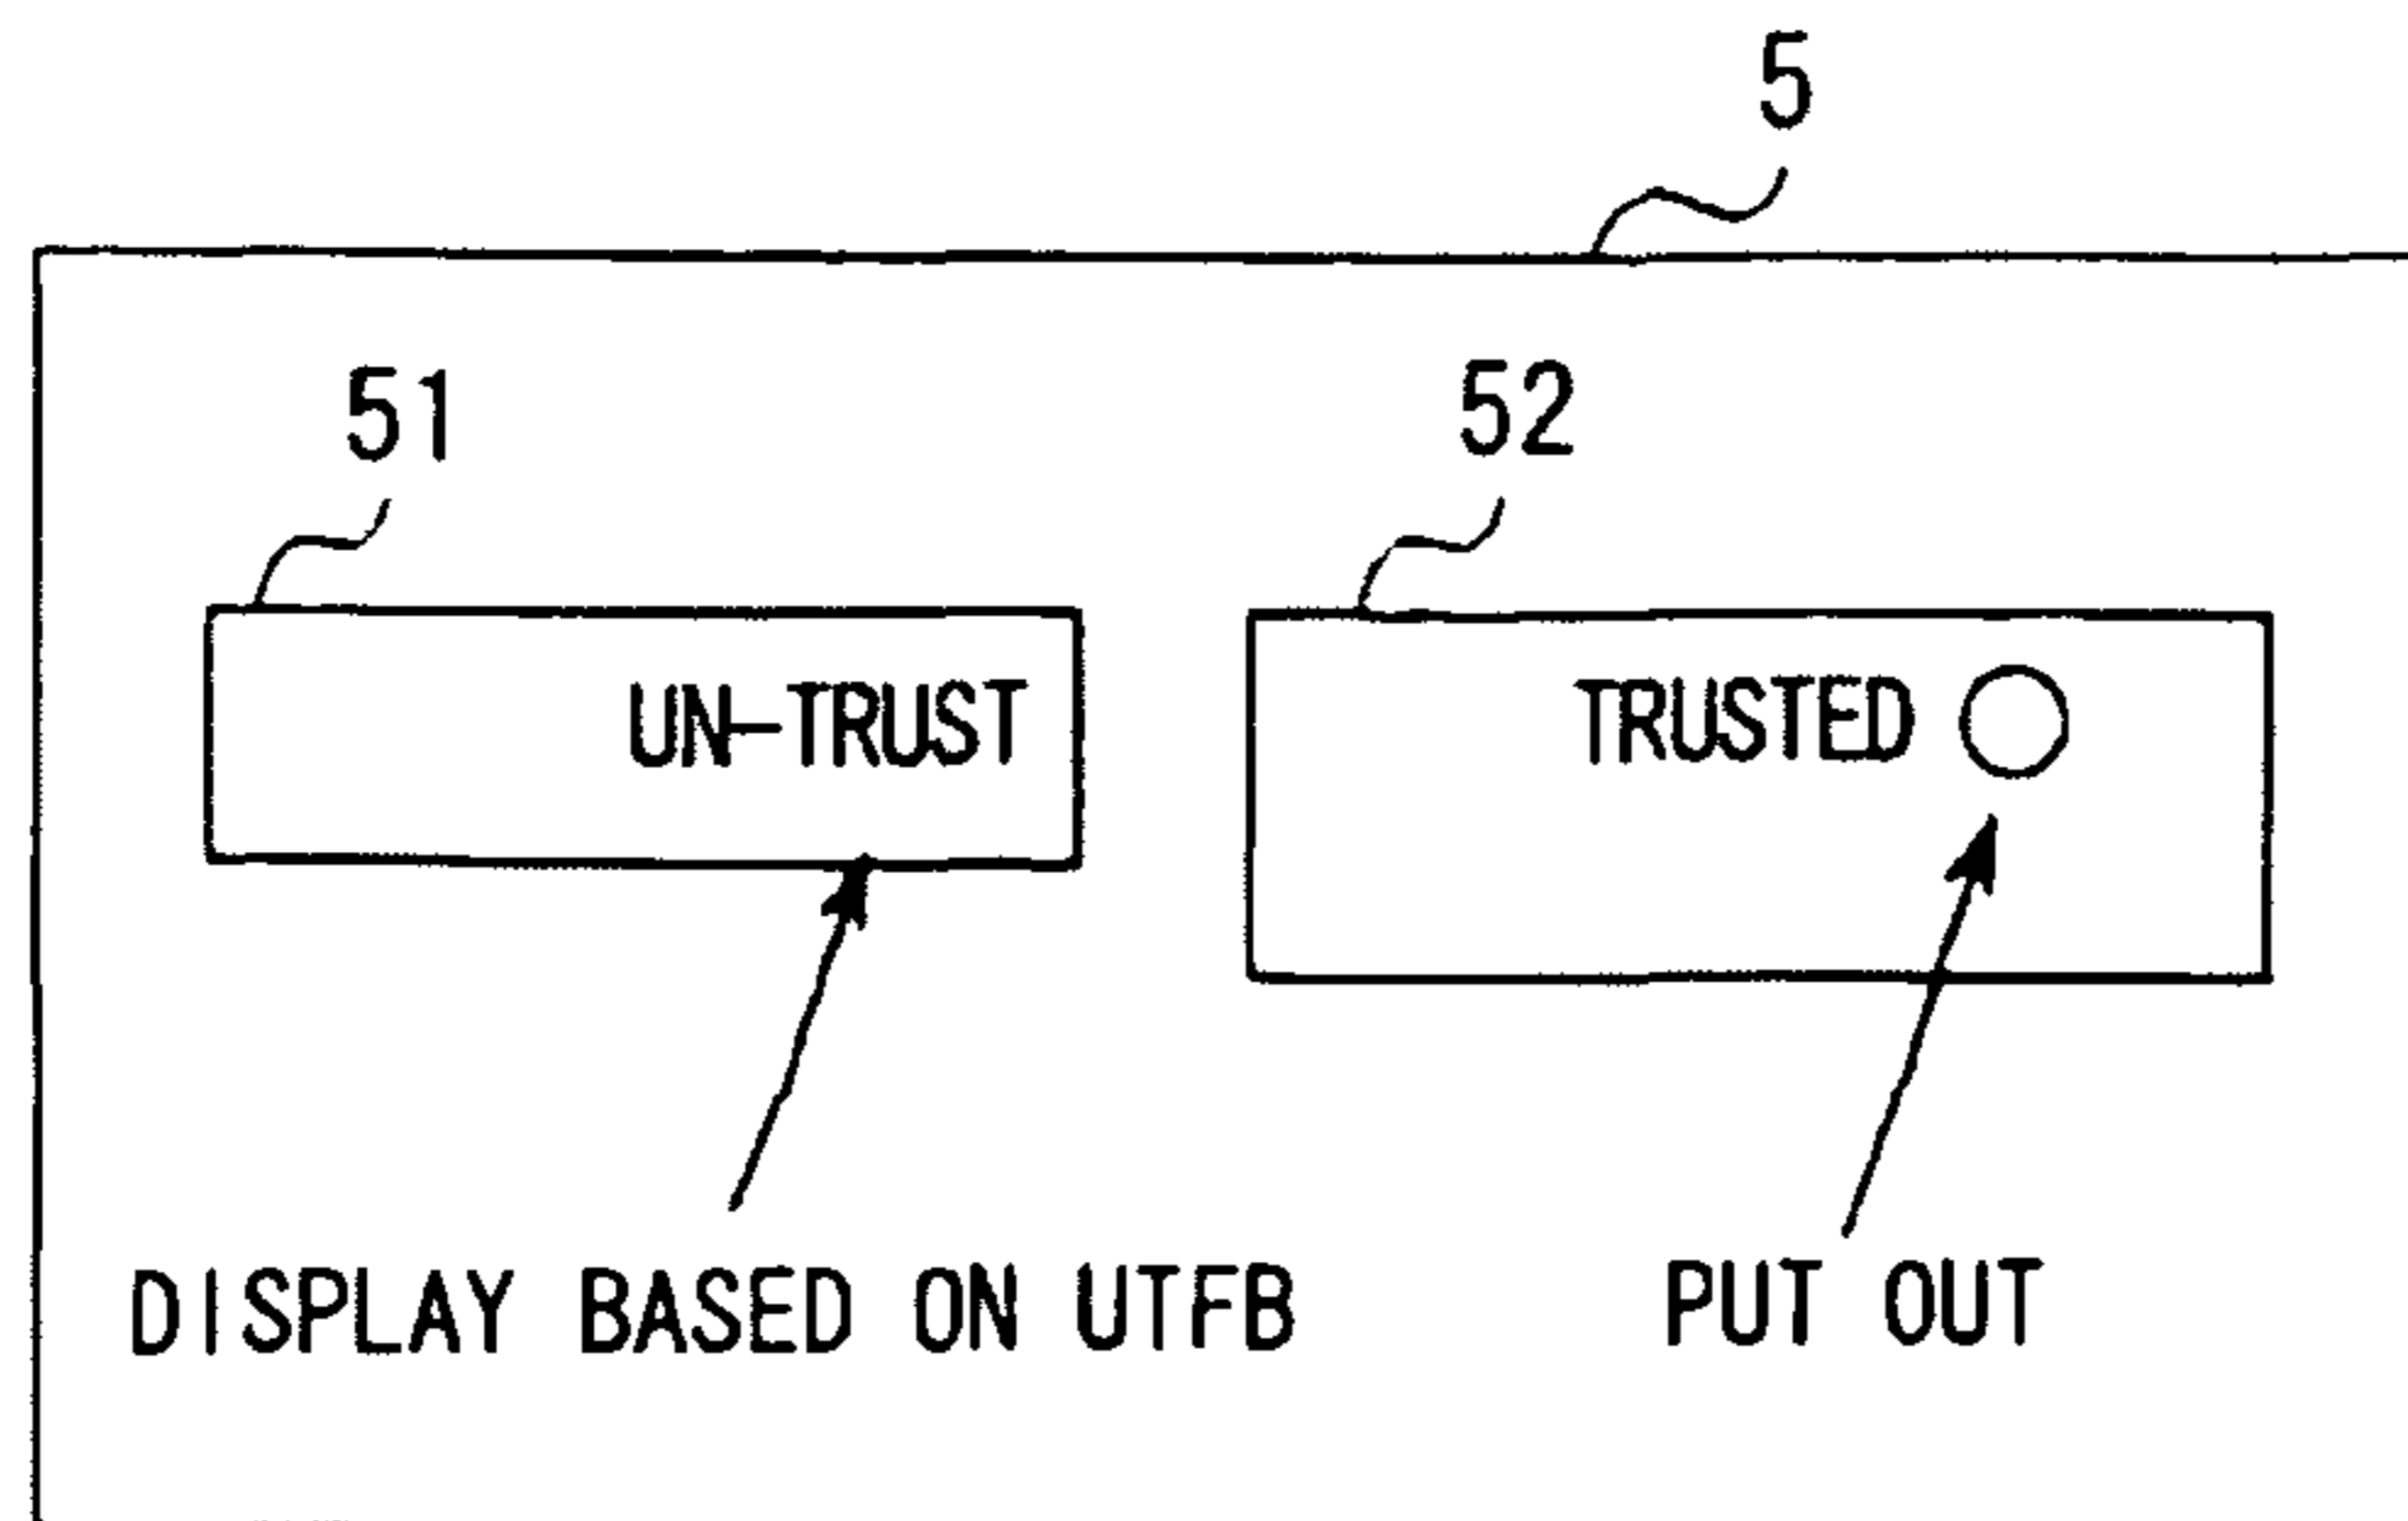 5
51
52
UN-TRUST
TRUSTED
DISPLAY BASED ON UTFB
PUT OUT